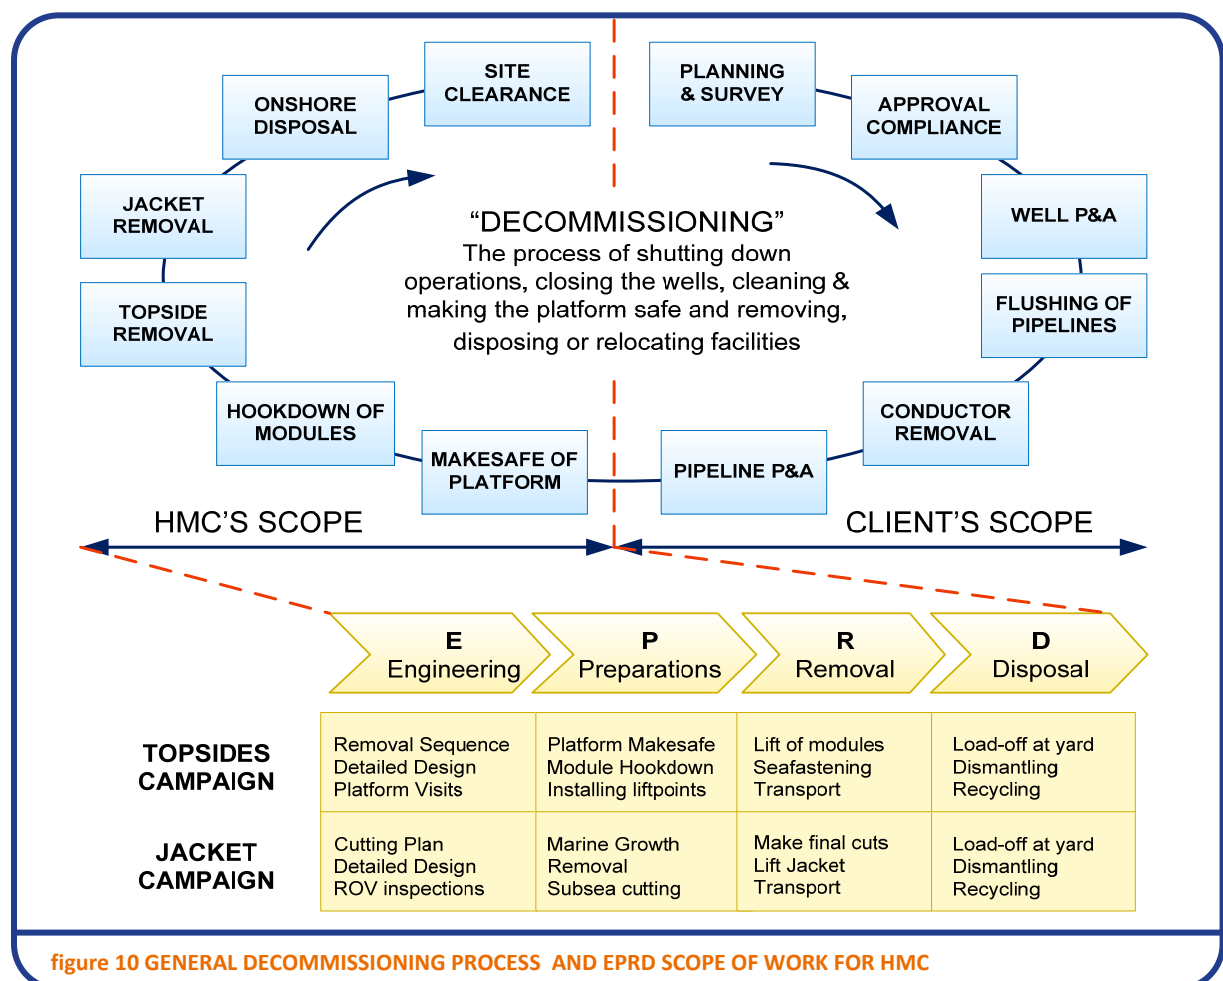 SITE
CLEARANCE
PLANNING
& SURVEY
ONSHORE
DISPOSAL
APPROVAL
COMPLIANCE
JACKET
REMOVAL
WELL P&A
TOPSIDE
REMOVAL
FLUSHING OF
PIPELINES
HOOKDOWN OF
MODULES
CONDUCTOR
REMOVAL
MAKESAFE OF
PLATFORM
PIPELINE P&A
“DECOMMISSIONING”
The process of shutting down
operations, closing the wells, cleaning &
making the platform safe and removing,
disposing or relocating facilities
HMC'S SCOPE
CLIENT'S SCOPE
E
Engineering
P
Preparations
R
Removal
D
Disposal
TOPSIDES
CAMPAIGN
Removal Sequence
Detailed Design
Platform Visits
Platform Makesafe
Module Hookdown
Installing liftpoints
Lift of modules
Seafastening
Transport
Load-off at yard
Dismantling
Recycling
JACKET
CAMPAIGN
Cutting Plan
Detailed Design
ROV inspections
Marine Growth
Removal
Subsea cutting
Make final cuts
Lift Jacket
Transport
Load-off at yard
Dismantling
Recycling
figure 10 GENERAL DECOMMISSIONING PROCESS AND EPRD SCOPE OF WORK FOR HMC